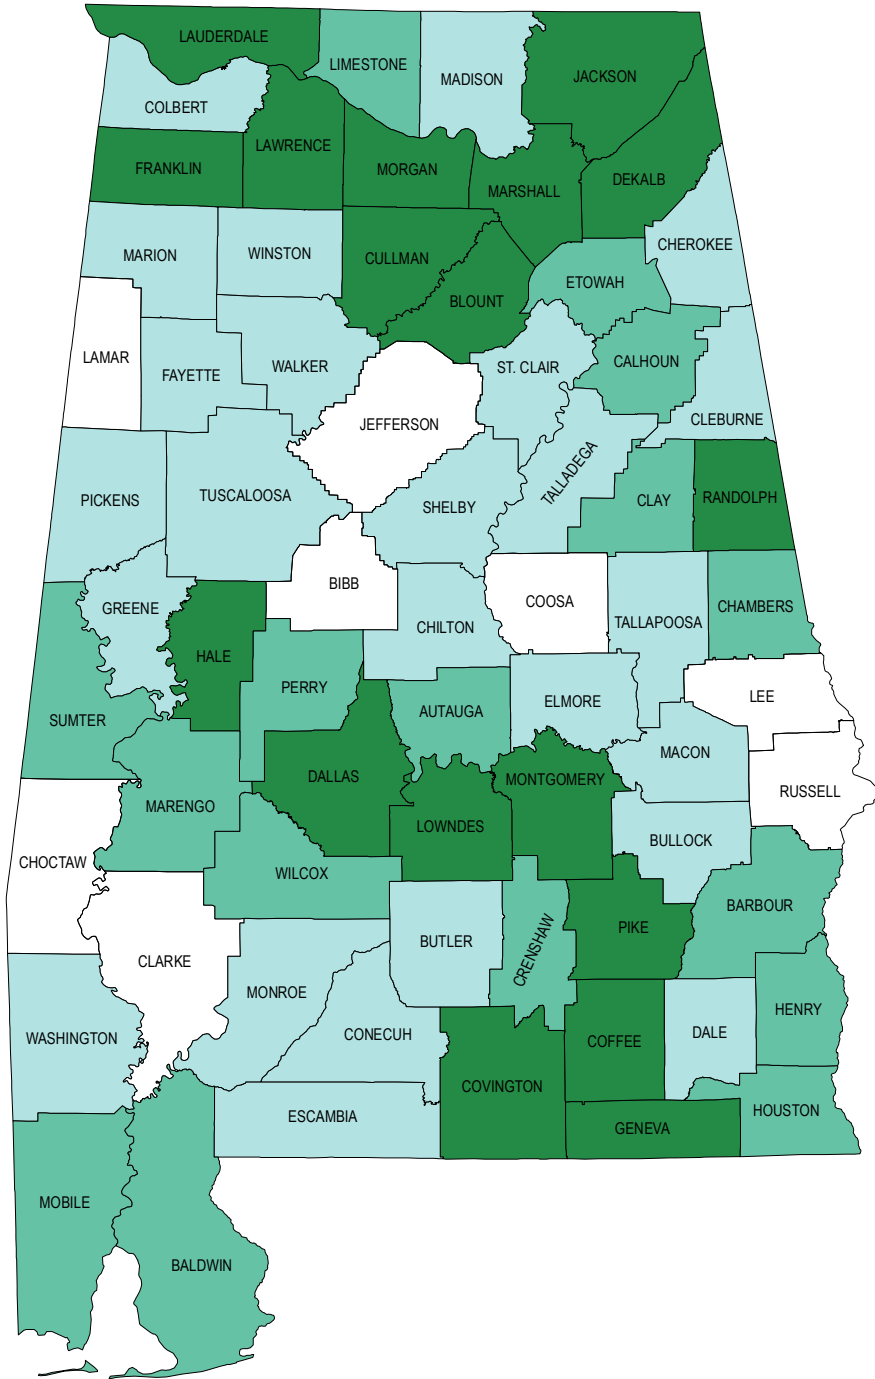 LAUDERDALE
LIMESTONE
MADISON
JACKSON
COLBERT
LAWRENCE
FRANKLIN
MORGAN
MARSHALL
DEKALB
CHEROKEE
MARION
WINSTON
CULLMAN
ETOWAH
BLOUNT
LAMAR
FAYETTE
WALKER
ST. CLAIR
CALHOUN
JEFFERSON
CLEBURNE
TALLADEGA
PICKENS
TUSCALOOSA
SHELBY
CLAY
RANDOLPH
BIBB
COOSA
GREENE
CHILTON
TALLAPOOSA
CHAMBERS
HALE
PERRY
SUMTER
AUTAUGA
ELMORE
LEE
MACON
DALLAS
MONTGOMERY
RUSSELL
MARENGO
LOWNDES
BULLOCK
CHOCTAW
WILCOX
BARBOUR
CLARKE
BUTLER
CRENSHAW
PIKE
MONROE
HENRY
WASHINGTON
CONECUH
COFFEE
DALE
COVINGTON
ESCAMBIA
GENEVA
HOUSTON
MOBILE
BALDWIN